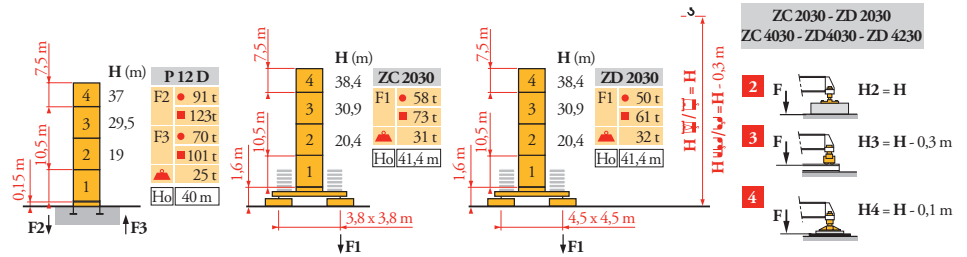 7,5 m
10,5 m
0,15 m
4
3
2
1
H (m)
37
29,5
19
P 12 D
F2 ● 91 t
■ 123t
F3 ● 70 t
■ 101 t
25 t
Ho 40 m
F2
F3
7,5 m
10,5 m
1,6 m
4
3
2
1
H (m)
38,4
30,9
20,4
ZC 2030
F1 ● 58 t
■ 73 t
31 t
Ho 41,4 m
3,8 x 3,8 m
F1
7,5 m
10,5 m
1,6 m
4
3
2
1
H (m)
38,4
30,9
20,4
ZD 2030
F1 ● 50 t
■ 61 t
32 t
Ho 41,4 m
4,5 x 4,5 m
F1
= H
= H - 0,3 m
ZC 2030 - ZD 2030
ZC 4030 - ZD4030 - ZD 4230
2
F
H2 = H
3
F
H3 = H - 0,3 m
4
F
H4 = H - 0,1 m